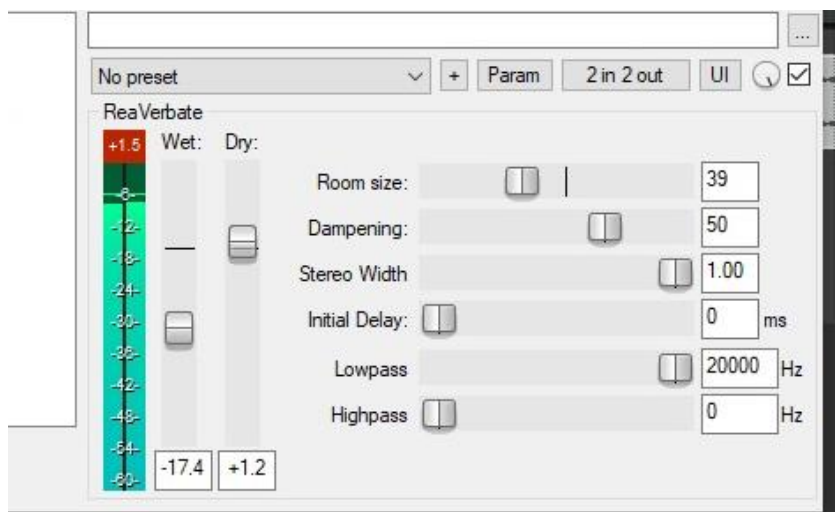 ...
No preset + Param 2 in 2 out UI
ReaVerbate
+1.5 Wet: Dry:
-6-
-12-
-18-
-24-
-30-
-36-
-42-
-48-
-54-
-60-
-17.4 +1.2
Room size: 39
Dampening: 50
Stereo Width 1.00
Initial Delay: 0 ms
Lowpass 20000 Hz
Highpass 0 Hz